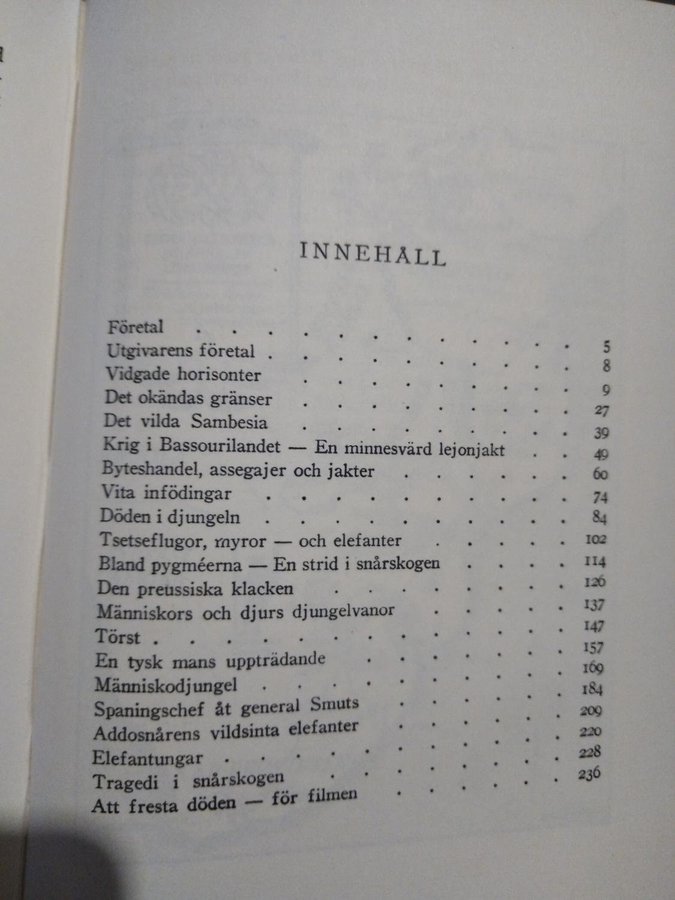 INNEHALL
Företal . . . . . . . . . . . 5
Utgivarens företal . . . . . . . . . 8
Vidgade horisonter . . . . . . . . 9
Det okändas gränser . . . . . . . . 27
Det vilda Sambesia . . . . . . . . 39
Krig i Bassourilandet — En minnesvärd lejonjakt . . 49
Byteshandel, assegajer och jakter . . . . . 60
Vita infödingar . . . . . . . . . 74
Döden i djungeln . . . . . . . . . 84
Tsetseflugor, myror — och elefanter . . . . 102
Bland pygméerna — En strid i snårskogen . . . . 114
Den preussiska klacken . . . . . . . 126
Människors och djurs djungelvanor . . . . 137
Törst . . . . . . . . . . . 147
En tysk mans uppträdande . . . . . . 157
Människodjungel . . . . . . . . . 169
Spaningschef åt general Smuts . . . . . 184
Addosnårens vildsinta elefanter . . . . . 209
Elefantungar . . . . . . . . . . 220
Tragedi i snårskogen . . . . . . . 228
Att fresta döden — för filmen . . . . . 236